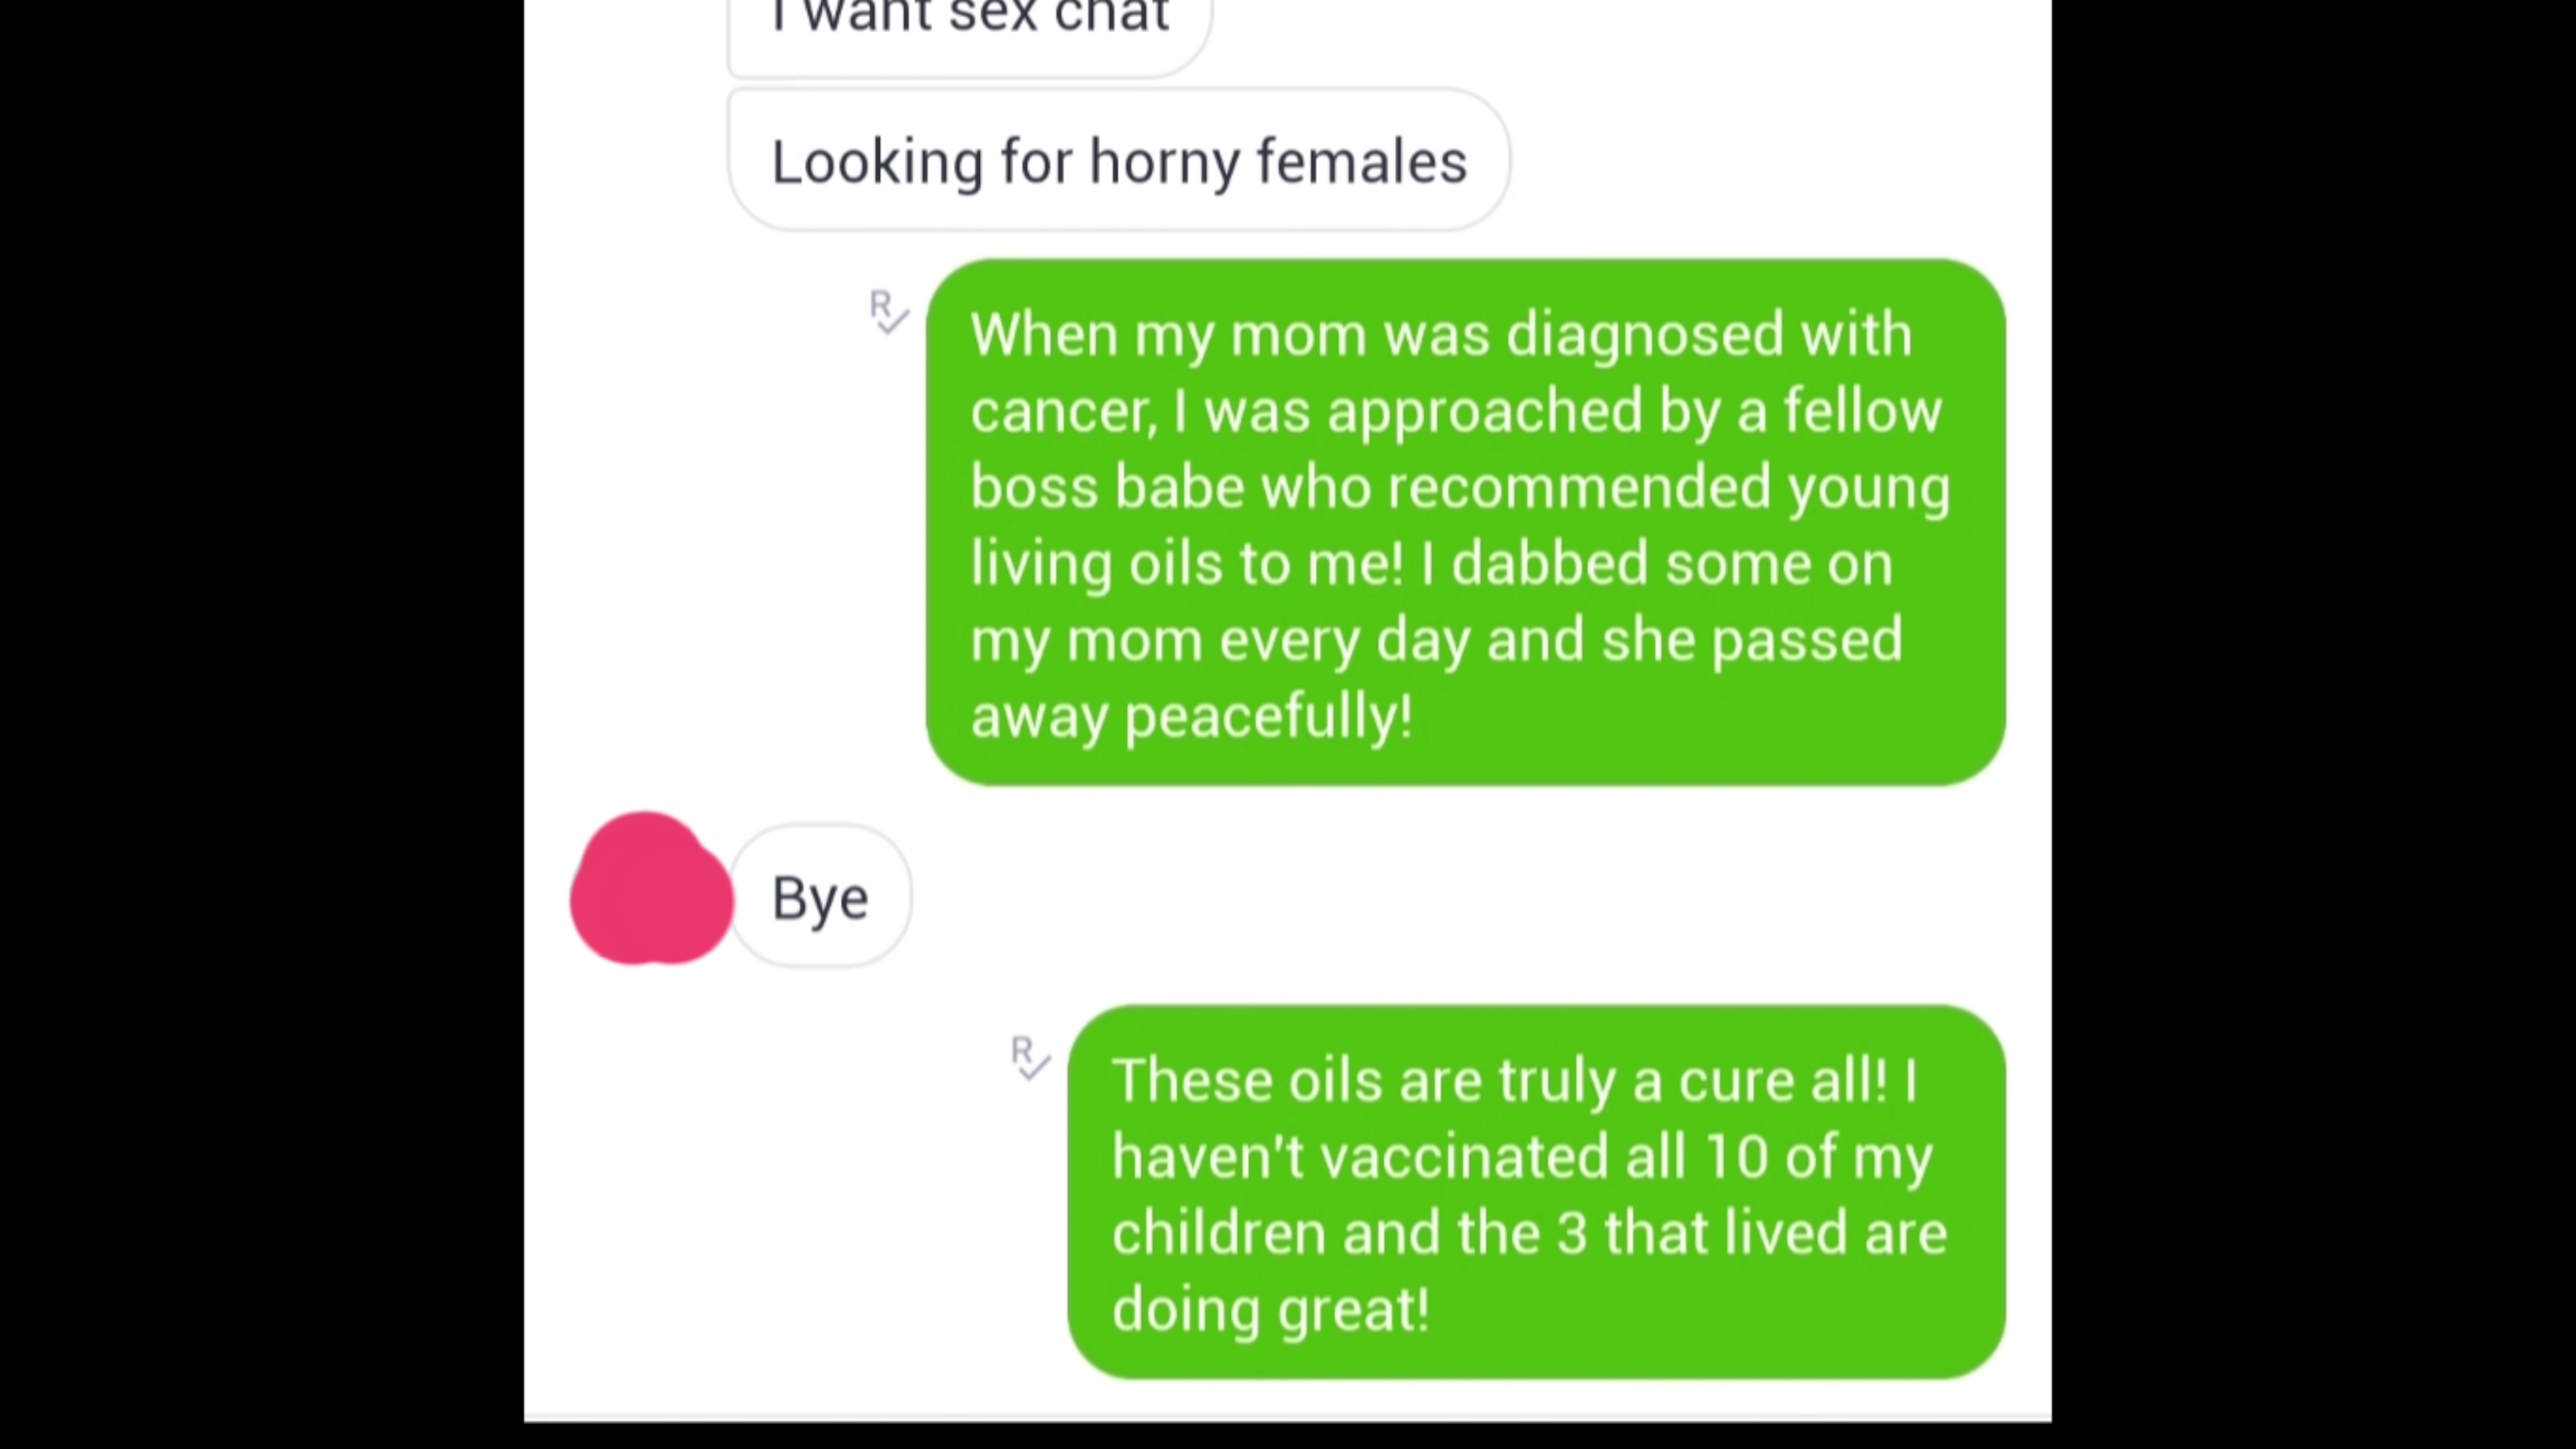 I want sex chat
Looking for horny females
R
When my mom was diagnosed with
cancer, I was approached by a fellow
boss babe who recommended young
living oils to me! I dabbed some on
my mom every day and she passed
away peacefully!
Bye
R
These oils are truly a cure all! I
haven't vaccinated all 10 of my
children and the 3 that lived are
doing great!